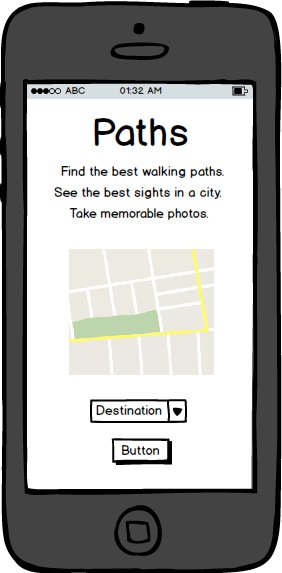 ABC 01:32 AM
Paths
Find the best walking paths.
See the best sights in a city.
Take memorable photos.
Destination
Button